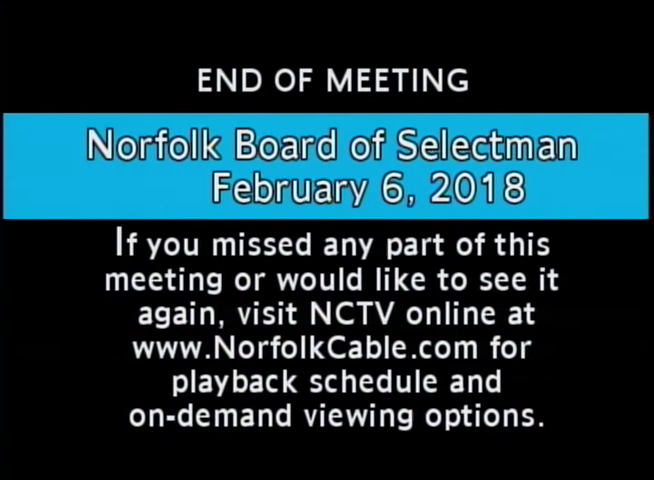 END OF MEETING
Norfolk Board of Selectman
February 6, 2018
If you missed any part of this
meeting or would like to see it
again, visit NCTV online at
www.NorfolkCable.com for
playback schedule and
on-demand viewing options.